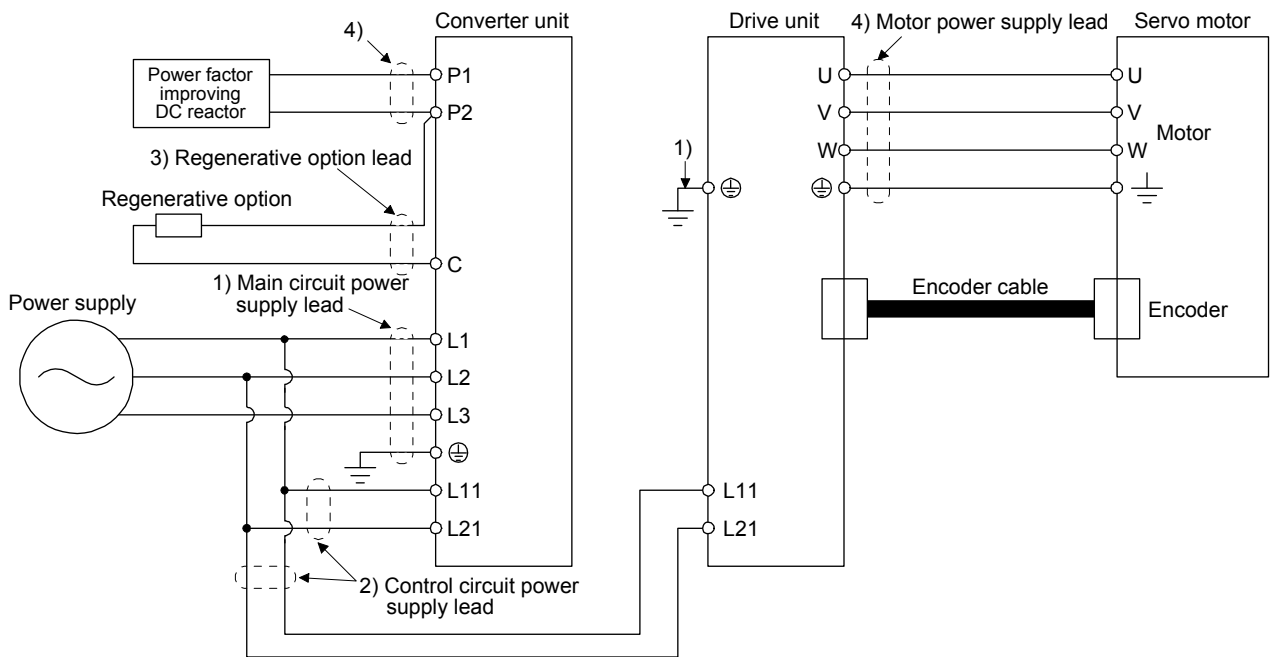 Converter unit
Drive unit
4) Motor power supply lead
Servo motor
4)
Power factor
improving
DC reactor
P1
P2
U
V
W
U
V
W
Motor
1)
3) Regenerative option lead
Regenerative option
C
1) Main circuit power
supply lead
Power supply
Encoder cable
Encoder
L1
L2
L3
L11
L21
L11
L21
2) Control circuit power
supply lead